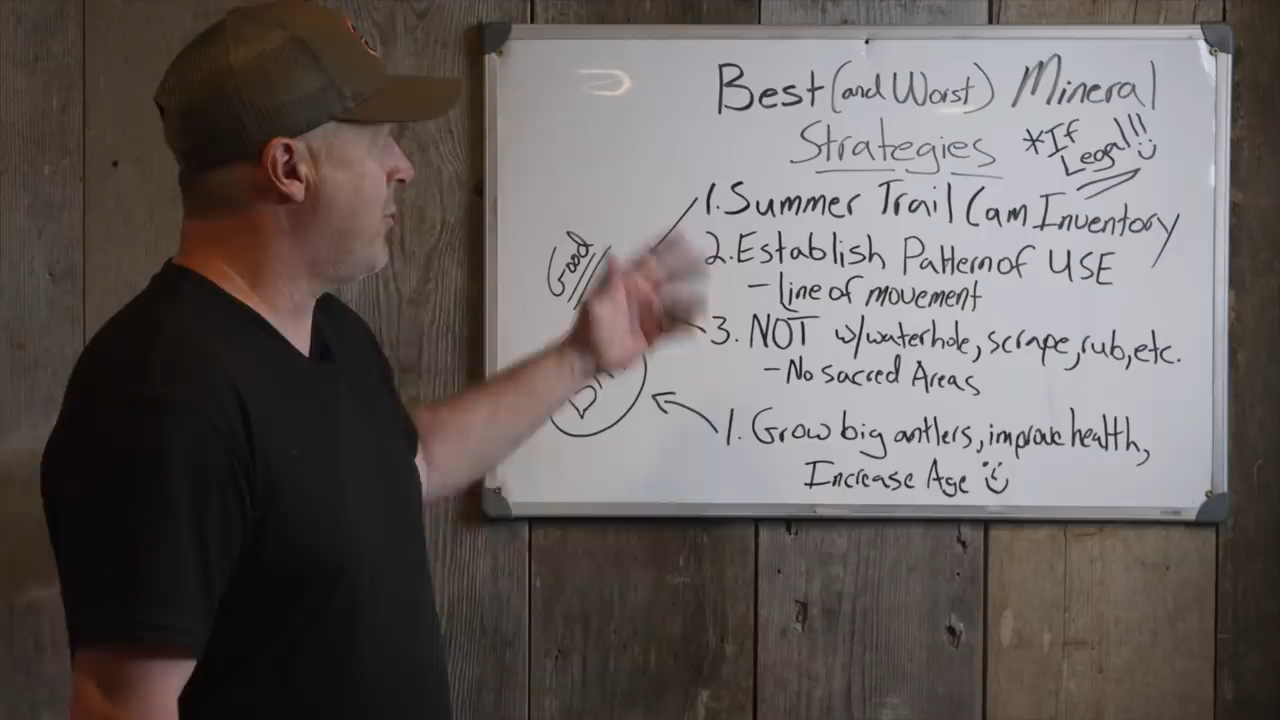 Best (and Worst) Mineral
Strategies
*If
Legal!!
1. Summer Trail Cam Inventory
2. Establish Pattern of USE
- Line of movement
3. NOT w/waterhole, scrape, rub, etc.
- No sacred Areas
Good
1. Grow big antlers, improve health,
Increase Age